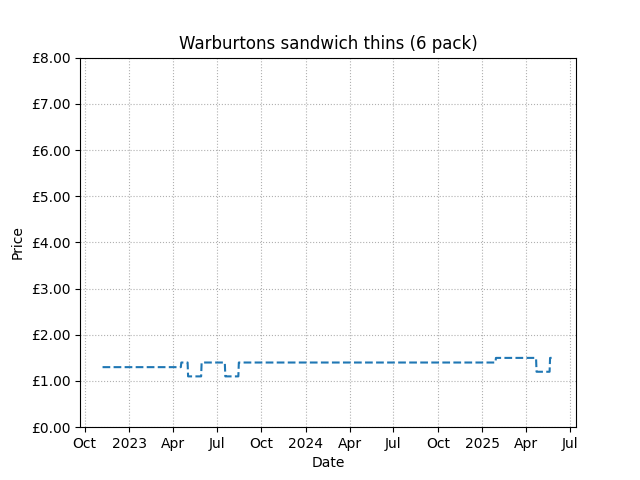 Warburtons sandwich thins (6 pack)
£8.00
£7.00
£6.00
£5.00
£4.00
£3.00
£2.00
£1.00
£0.00
Price
Oct 2023 Apr Jul Oct 2024 Apr Jul Oct 2025 Apr Jul
Date